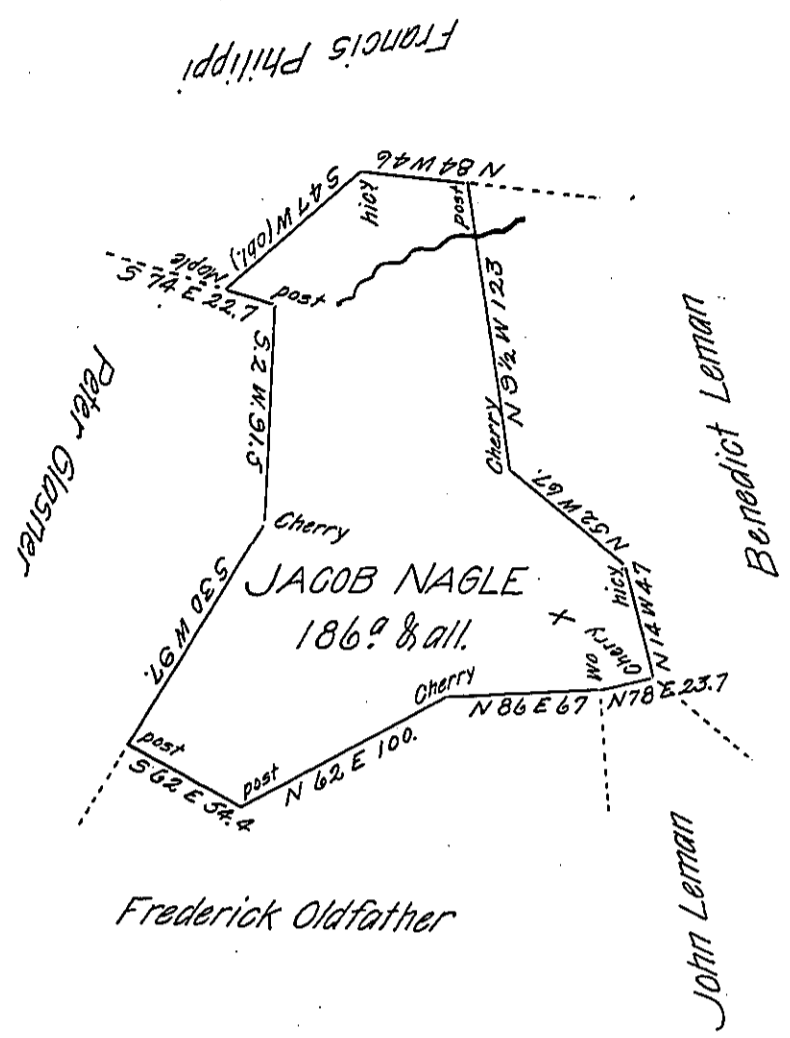 Francis Philippi
N 84 W 46
S 47 W (obl.)
hicy
post
Maple
S 74 E 22.7
post
N 9½ W 123
S.2 W.91.5
Cherry
Peter Glasner
Benedict Leman
N 52 W 67.
Cherry
JACOB NAGLE
186ª & all.
hicy
N 14 W 47
S 30 W 97.
X
Cherry
WO
Cherry
N 86 E 67
N 78 E 23.7
post
S 62 E 54.4
post
N 62 E 100.
Frederick Oldfather
John Leman